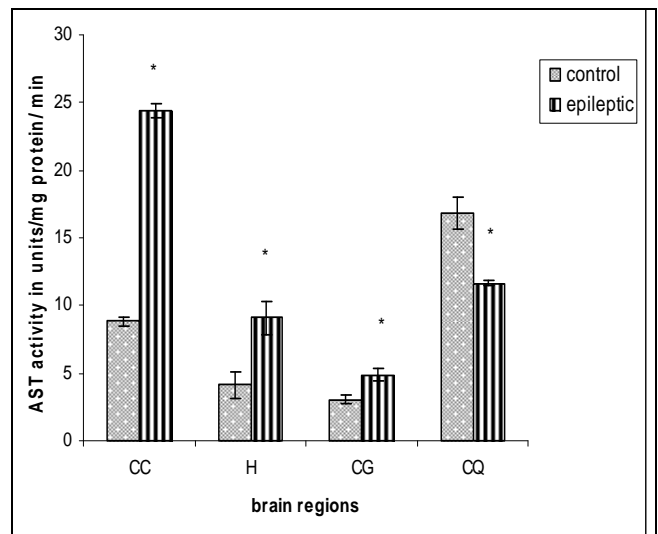 30
25
20
15
10
5
0
AST activity in units/mg protein/ min
*
*
*
*
control
epileptic
CC H CG CQ
brain regions